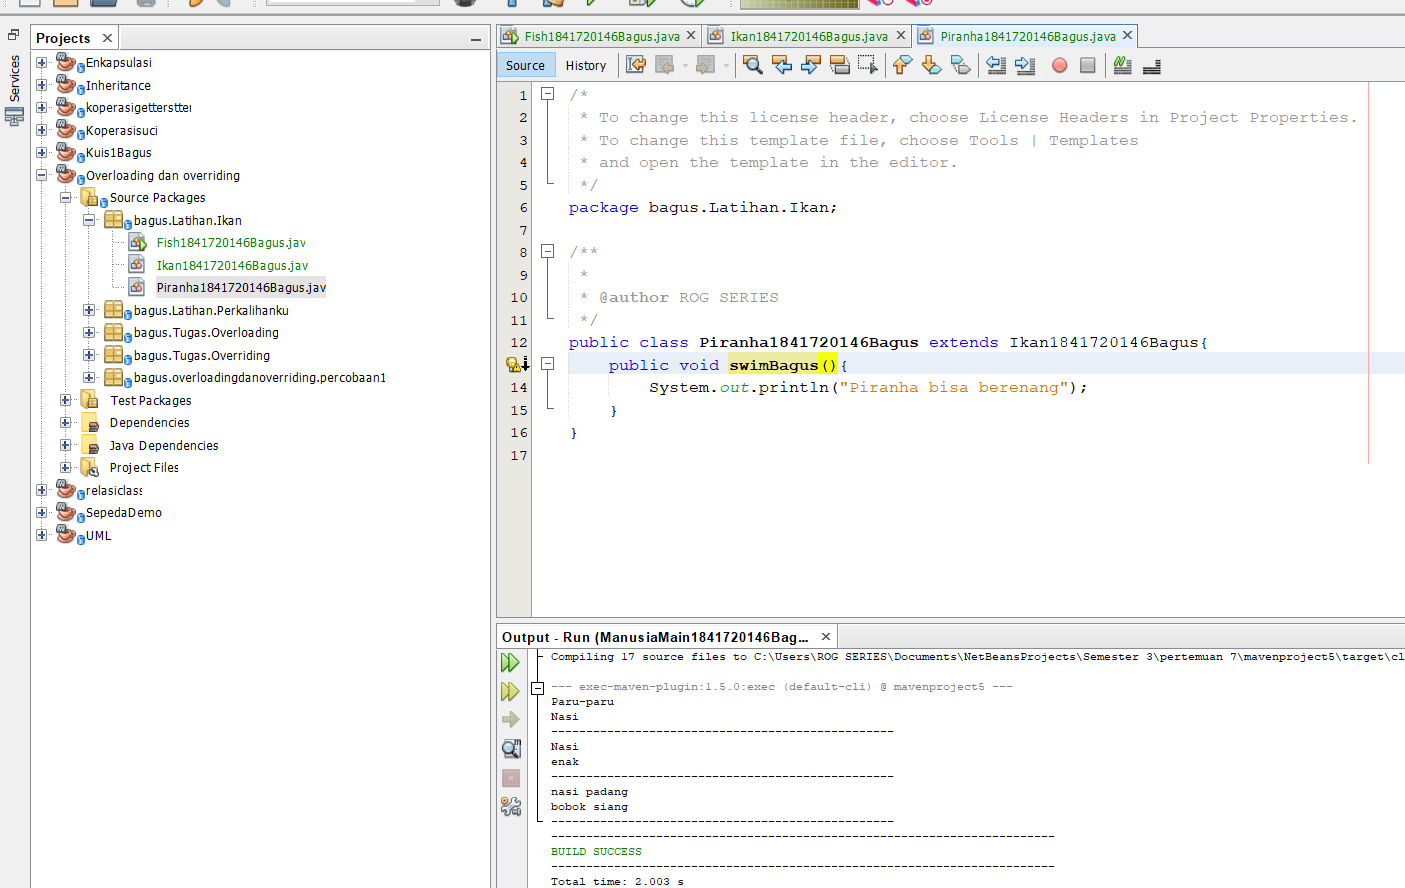 Services
Projects
Enkapsulasi
Inheritance
koperasigetterstter
Koperasisuci
Kuis1Bagus
Overloading dan overriding
Source Packages
bagus.Latihan.Ikan
Fish1841720146Bagus.jav
Ikan1841720146Bagus.jav
Piranha1841720146Bagus.jav
bagus.Latihan.Perkalihanku
bagus.Tugas.Overloading
bagus.Tugas.Overriding
bagus.overloadingdanoverriding.percobaan1
Test Packages
Dependencies
Java Dependencies
Project Files
relasiclass
SepedaDemo
UML
Fish1841720146Bagus.java Ikan1841720146Bagus.java Piranha1841720146Bagus.java
Source History
1 /*
2 * To change this license header, choose License Headers in Project Properties.
3 * To change this template file, choose Tools | Templates
4 * and open the template in the editor.
5 */
6 package bagus.Latihan.Ikan;
7
8 /**
9 *
10 * @author ROG SERIES
11 */
12 public class Piranha1841720146Bagus extends Ikan1841720146Bagus{
public void swimBagus(){
14 System.out.println("Piranha bisa berenang");
15 }
16 }
17
Output - Run (ManusiaMain1841720146Bag...
Compiling 17 source files to C:\Users\ROG SERIES\Documents\NetBeansProjects\Semester 3\pertemuan 7\mavenproject5\target\cl
--- exec-maven-plugin:1.5.0:exec (default-cli) @ mavenproject5 ---
Paru-paru
Nasi
-------------------------------------------------
Nasi
enak
-------------------------------------------------
nasi padang
bobok siang
-------------------------------------------------
------------------------------------------------------------------------
BUILD SUCCESS
------------------------------------------------------------------------
Total time: 2.003 s